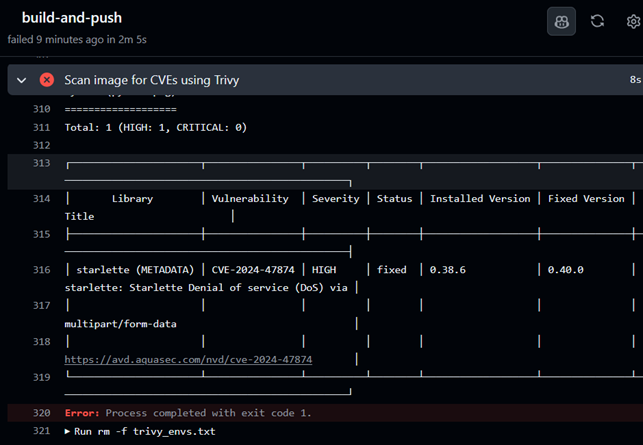 build-and-push
failed 9 minutes ago in 2m 5s
Scan image for CVEs using Trivy 8s
310 ===================
311 Total: 1 (HIGH: 1, CRITICAL: 0)
312
313
314 │ Library │ Vulnerability │ Severity │ Status │ Installed Version │ Fixed Version │
Title │
315
316 │ starlette (METADATA) │ CVE-2024-47874 │ HIGH │ fixed │ 0.38.6 │ 0.40.0 │
starlette: Starlette Denial of service (DoS) via │
317 │ │ │ │ │ │ │
multipart/form-data │
318 │ │ │ │ │ │ │
https://avd.aquasec.com/nvd/cve-2024-47874 │
319
320 Error: Process completed with exit code 1.
321 ▶ Run rm -f trivy_envs.txt